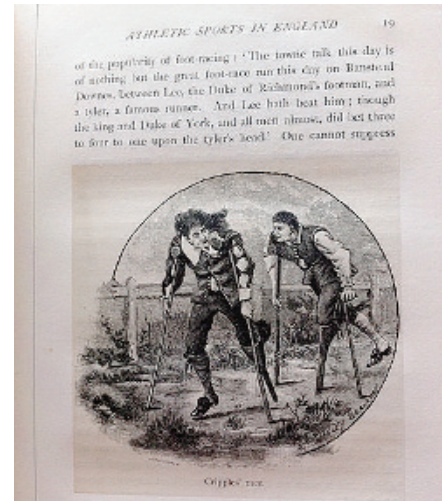 ATHLETIC SPORTS IN ENGLAND 19
of the popularity of foot-racing: 'The towne talk this day is
of nothing but the great foot-race run this day on Banstead
Downes, between Lee, the Duke of Richmond's footman, and
a tyler, a famous runner. And Lee hath beat him; though
the king and Duke of York, and all men almost, did bet three
to four to one upon the tyler's head.' One cannot suppress
Cripples' race